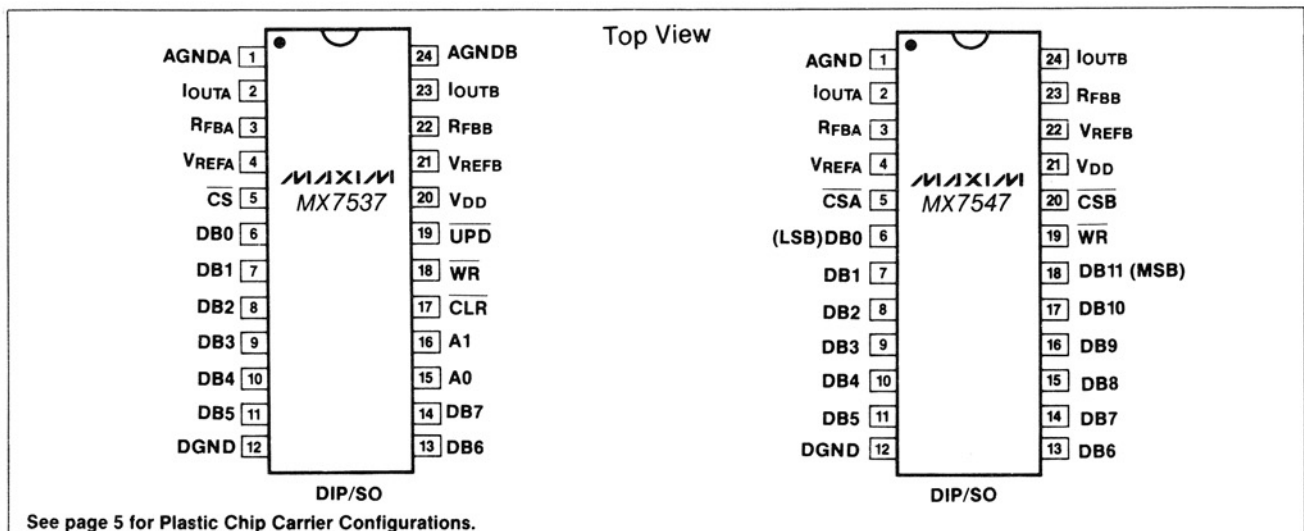 Top View
AGNDA 1
IOUTA 2
RFBA 3
VREFA 4
CS 5
DB0 6
DB1 7
DB2 8
DB3 9
DB4 10
DB5 11
DGND 12
24 AGNDB
23 IOUTB
22 RFBB
21 VREFB
20 VDD
19 UPD
18 WR
17 CLR
16 A1
15 A0
14 DB7
13 DB6
MAXIM
MX7537
DIP/SO
AGND 1
IOUTA 2
RFBA 3
VREFA 4
CSA 5
(LSB)DB0 6
DB1 7
DB2 8
DB3 9
DB4 10
DB5 11
DGND 12
24 IOUTB
23 RFBB
22 VREFB
21 VDD
20 CSB
19 WR
18 DB11 (MSB)
17 DB10
16 DB9
15 DB8
14 DB7
13 DB6
MAXIM
MX7547
DIP/SO
See page 5 for Plastic Chip Carrier Configurations.